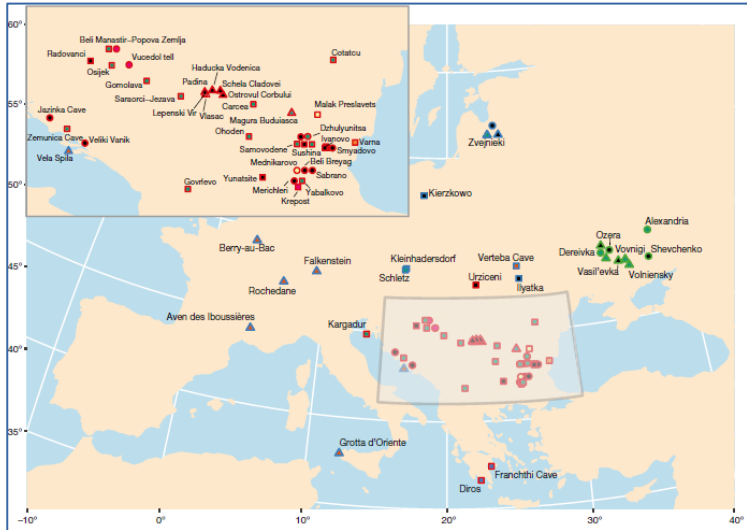 60°
55°
50°
45°
40°
35°
−10°
0°
10°
20°
30°
40°
Beli Manastir−Popova Zemlja
Radovanci
Vucedol tell
Osijek
Gomolava
Saraorci−Jezava
Padina
Haducka Vodenica
Schela Cladovei
Ostrovul Corbului
Lepenski Vir
Vlasac
Cotatcu
Carcea
Magura Buduiasca
Malak Preslavets
Jazinka Cave
Zemunica Cave
Veliki Vanik
Vela Spila
Ohoden
Dzhulyunitsa
Samovodene
Ivanovo
Varna
Sushina
Smyadovo
Mednikarovo
Beli Breyag
Govrlevo
Yunatsite
Sabrano
Merichleri
Yabalkovo
Krepost
Zvejnieki
Kierzkowo
Alexandria
Ozera
Dereivka
Vovnigi
Shevchenko
Vasil'evka
Volniensky
Berry-au-Bac
Falkenstein
Kleinhadersdorf
Schletz
Verteba Cave
Urziceni
Ilyatka
Rochedane
Aven des Iboussières
Kargadur
Grotta d'Oriente
Franchthi Cave
Diros